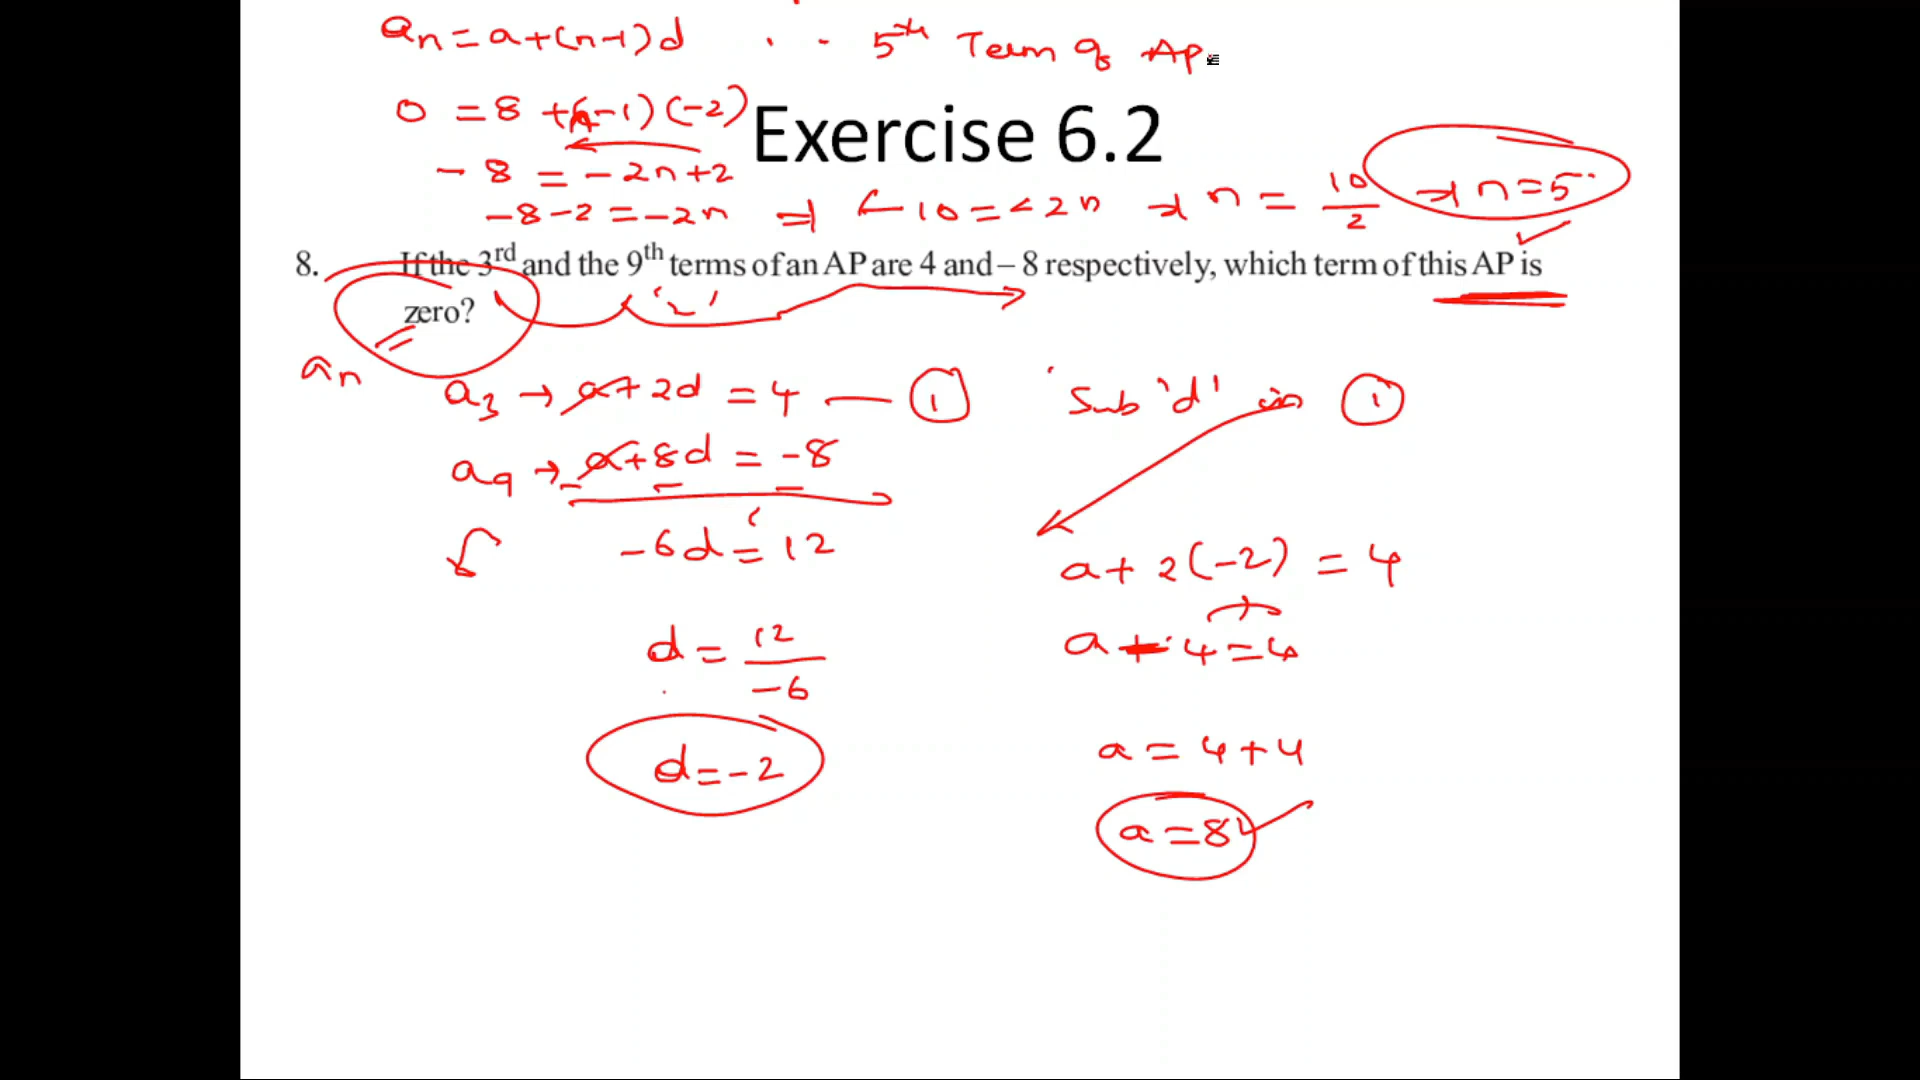 an = a+(n-1)d ∴ 5th Term of AP.
0 = 8 +(n-1)(-2)
Exercise 6.2
-8 = -2n+2
-8-2 = -2n ⇒ -10 = -2n ⇒ n = 10/2 ⇒ n=5
8. If the 3rd and the 9th terms of an AP are 4 and – 8 respectively, which term of this AP is
zero?
'2'
an
a3 → a+2d = 4 — ①
a9 → a+8d = -8
- - -
-6d = 12
d = 12/-6
d = -2
Sub 'd' in ①
a+2(-2) = 4
a-4=4
a = 4+4
a = 8